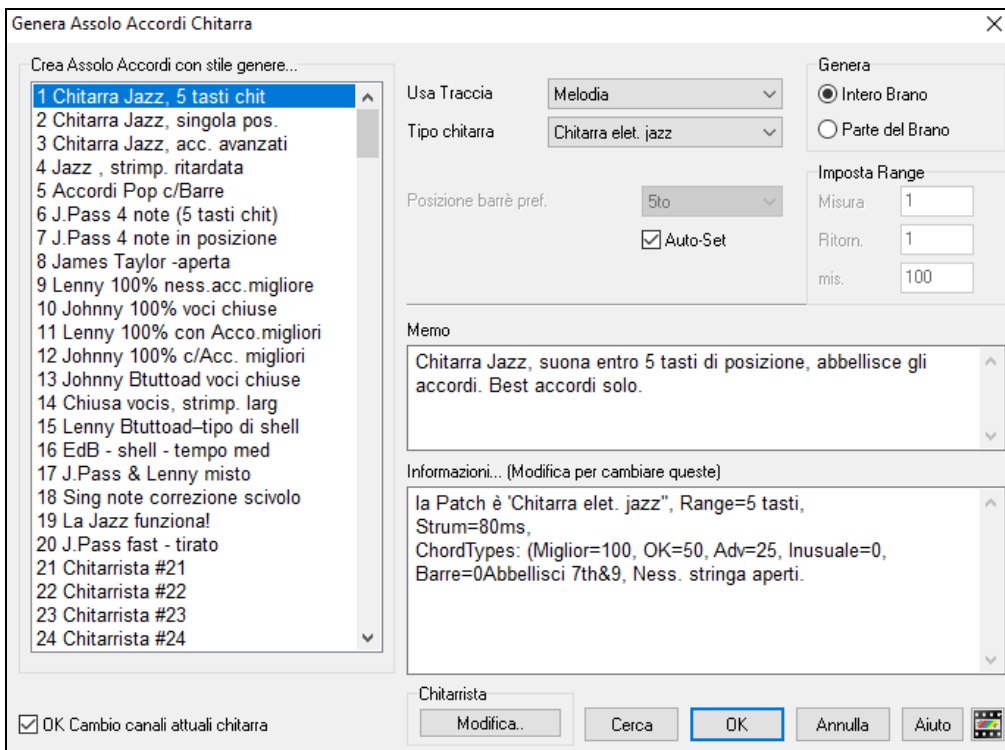 Genera Assolo Accordi Chitarra
Crea Assolo Accordi con stile genere...
1 Chitarra Jazz, 5 tasti chit
2 Chitarra Jazz, singola pos.
3 Chitarra Jazz, acc. avanzati
4 Jazz , strimp. ritardata
5 Accordi Pop c/Barre
6 J.Pass 4 note (5 tasti chit)
7 J.Pass 4 note in posizione
8 James Taylor -aperta
9 Lenny 100% ness.acc.migliore
10 Johnny 100% voci chiuse
11 Lenny 100% con Acco.migliori
12 Johnny 100% c/Acc. migliori
13 Johnny Btuttoad voci chiuse
14 Chiusa vocis, strimp. larg
15 Lenny Btuttoad–tipo di shell
16 EdB - shell - tempo med
17 J.Pass & Lenny misto
18 Sing note correzione scivolo
19 La Jazz funziona!
20 J.Pass fast - tirato
21 Chitarrista #21
22 Chitarrista #22
23 Chitarrista #23
24 Chitarrista #24
OK Cambio canali attuali chitarra
Usa Traccia
Melodia
Tipo chitarra
Chitarra elet. jazz
Posizione barrè pref.
5to
Auto-Set
Genera
Intero Brano
Parte del Brano
Imposta Range
Misura
1
Ritorn.
1
mis.
100
Memo
Chitarra Jazz, suona entro 5 tasti di posizione, abbellisce gli
accordi. Best accordi solo.
Informazioni... (Modifica per cambiare queste)
la Patch è 'Chitarra elet. jazz", Range=5 tasti,
Strum=80ms,
ChordTypes: (Miglior=100, OK=50, Adv=25, Inusuale=0,
Barre=0Abbellisci 7th&9, Ness. stringa aperti.
Chitarrista
Modifica..
Cerca
OK
Annulla
Aiuto